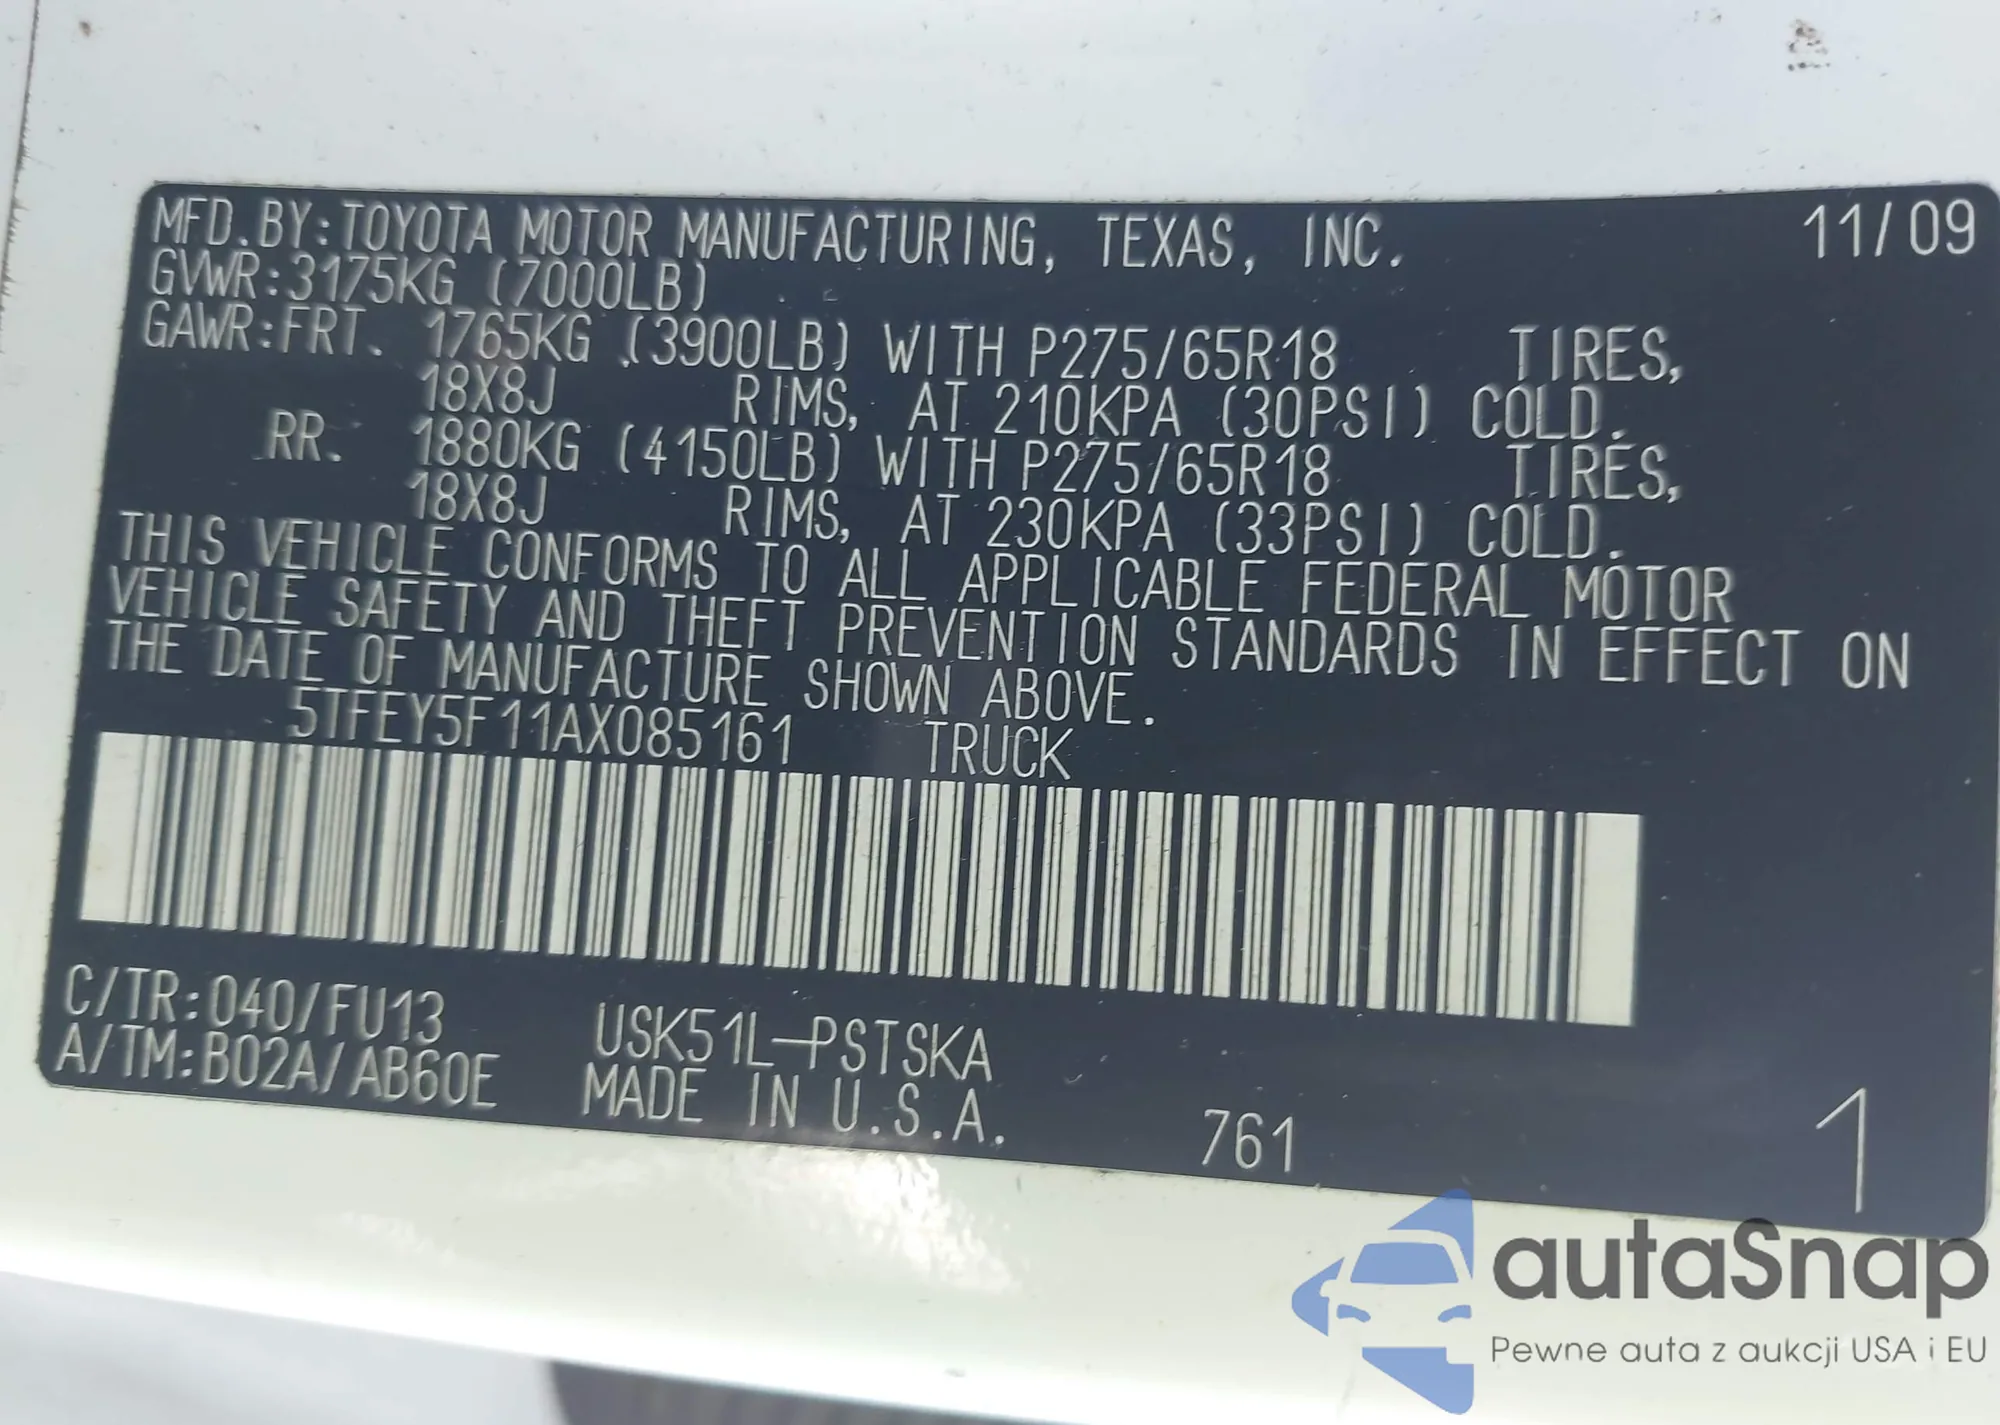 MFD.BY:TOYOTA MOTOR MANUFACTURING, TEXAS, INC. 11/09
GVWR:3175KG (7000LB)
GAWR:FRT. 1765KG (3900LB) WITH P275/65R18 TIRES,
18X8J RIMS, AT 210KPA (30PSI) COLD.
RR. 1880KG (4150LB) WITH P275/65R18 TIRES,
18X8J RIMS, AT 230KPA (33PSI) COLD.
THIS VEHICLE CONFORMS TO ALL APPLICABLE FEDERAL MOTOR
VEHICLE SAFETY AND THEFT PREVENTION STANDARDS IN EFFECT ON
THE DATE OF MANUFACTURE SHOWN ABOVE.
5TFEY5F11AX085161 TRUCK
C/TR:040/FU13 USK51L-PSTSKA
A/TM:B02A/AB60E MADE IN U.S.A. 761 1
autaSnap
Pewne auta z aukcji USA i EU